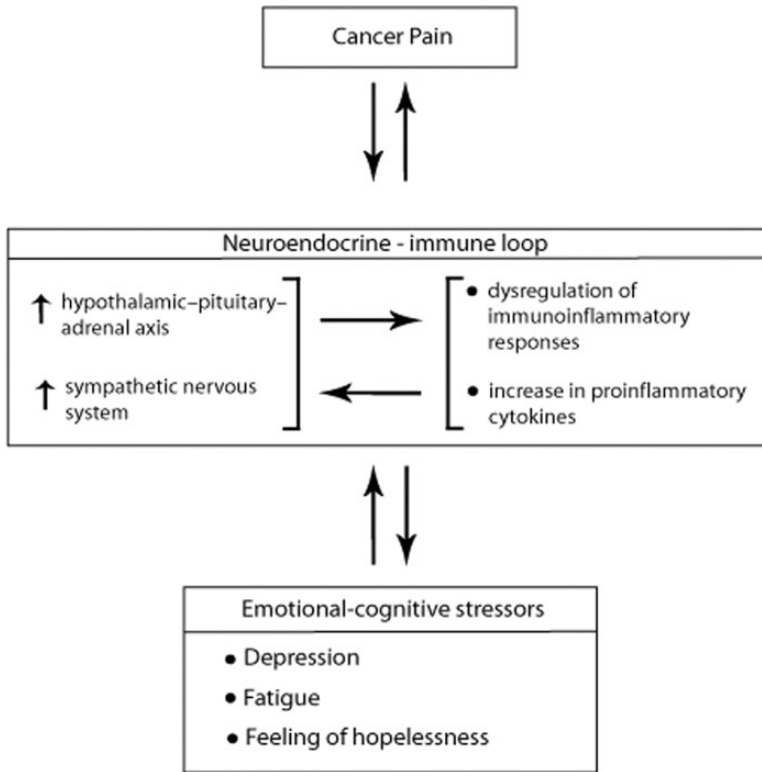 Cancer Pain
Neuroendocrine - immune loop
hypothalamic–pituitary–
adrenal axis
sympathetic nervous
system
dysregulation of
immunoinflammatory
responses
increase in proinflammatory
cytokines
Emotional-cognitive stressors
Depression
Fatigue
Feeling of hopelessness